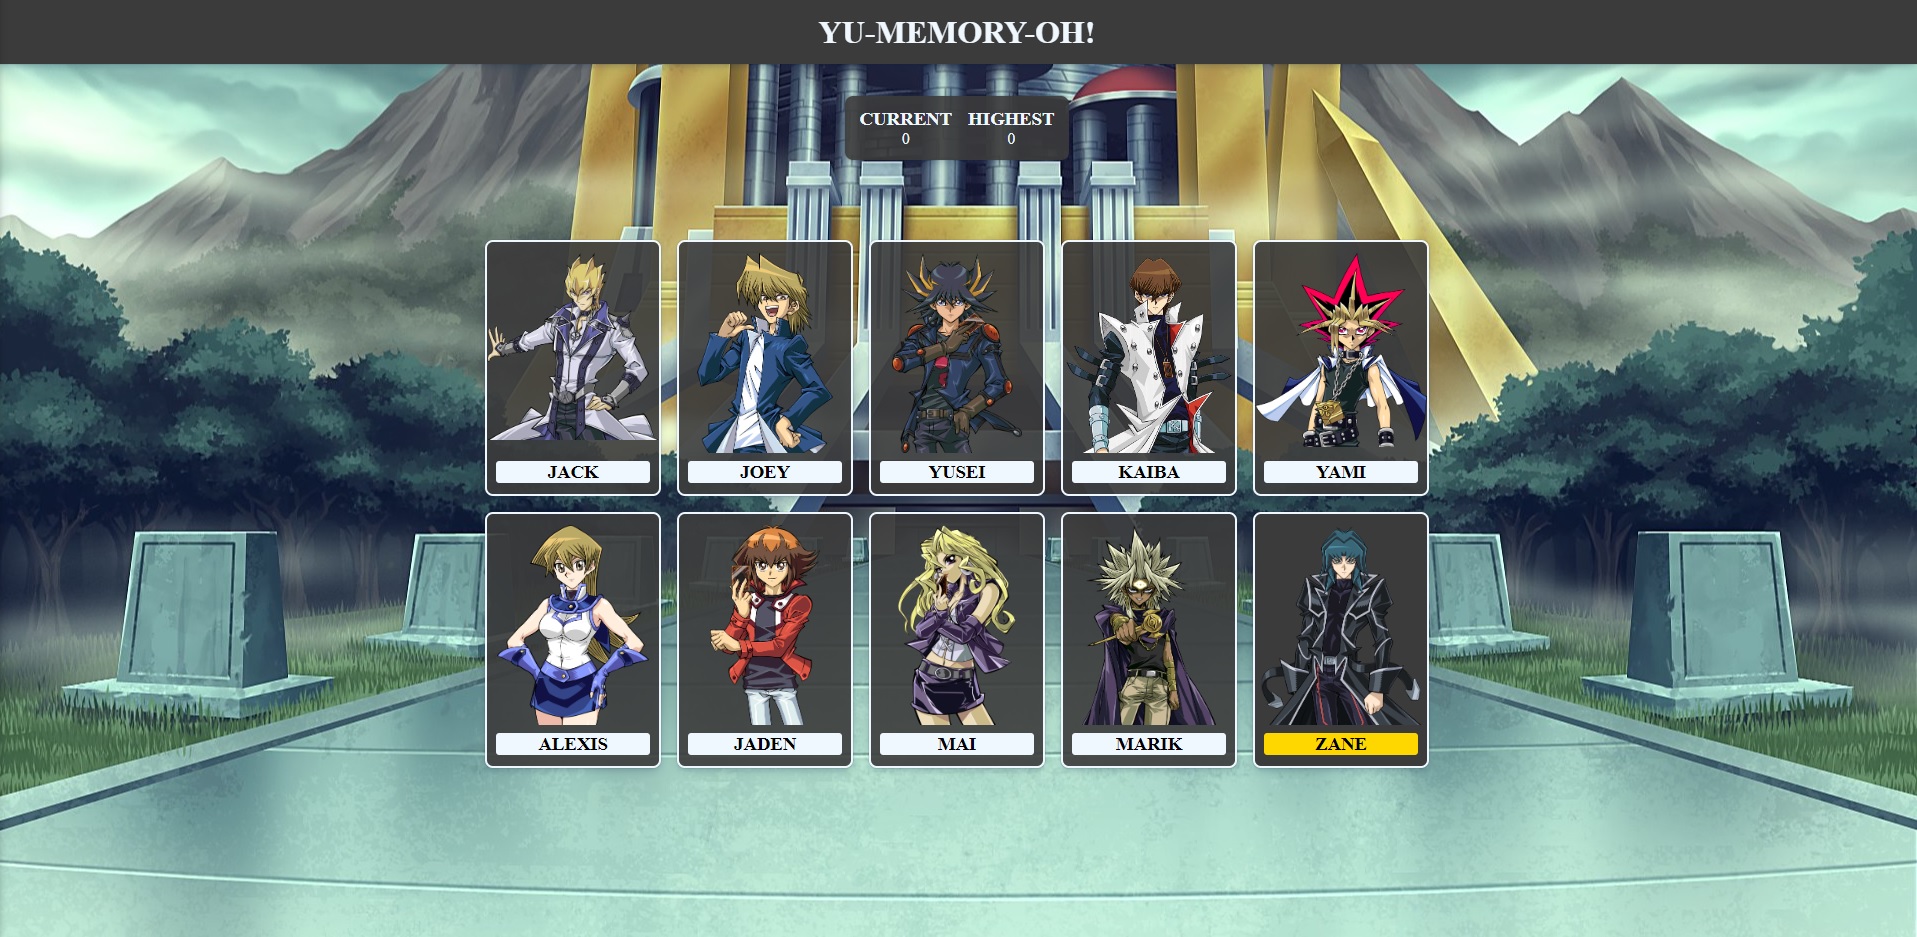 YU-MEMORY-OH!
CURRENT HIGHEST
0 0
JACK JOEY YUSEI KAIBA YAMI
ALEXIS JADEN MAI MARIK ZANE